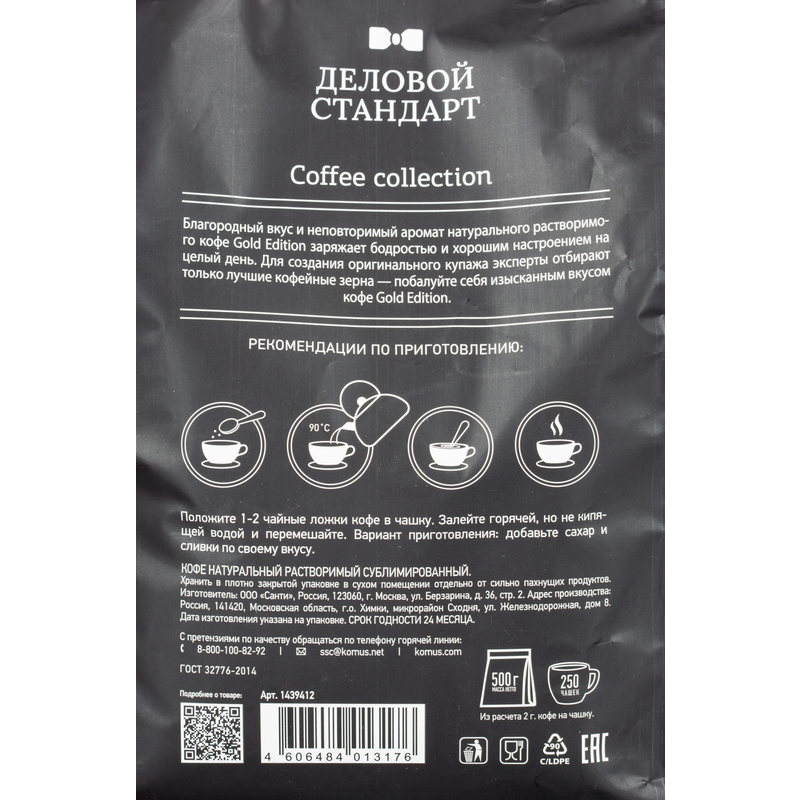 ДЕЛОВОЙ
СТАНДАРТ
Coffee collection
Благородный вкус и неповторимый аромат натурального растворимо-
го кофе Gold Edition заряжает бодростью и хорошим настроением на
целый день. Для создания оригинального купажа эксперты отбирают
только лучшие кофейные зерна — побалуйте себя изысканным вкусом
кофе Gold Edition.
РЕКОМЕНДАЦИИ ПО ПРИГОТОВЛЕНИЮ:
90°C
Положите 1-2 чайные ложки кофе в чашку. Залейте горячей, но не кипя-
щей водой и перемешайте. Вариант приготовления: добавьте сахар и
сливки по своему вкусу.
КОФЕ НАТУРАЛЬНЫЙ РАСТВОРИМЫЙ СУБЛИМИРОВАННЫЙ.
Хранить в плотно закрытой упаковке в сухом помещении отдельно от сильно пахнущих продуктов.
Изготовитель: ООО «Санти», Россия, 123060, г. Москва, ул. Берзарина, д. 36, стр. 2. Адрес производства:
Россия, 141420, Московская область, г.о. Химки, микрорайон Сходня, ул. Железнодорожная, дом 8.
Дата изготовления указана на упаковке. СРОК ГОДНОСТИ 24 МЕСЯЦА.
С претензиями по качеству обращаться по телефону горячей линии:
8-800-100-82-92 | ssc@komus.net | komus.com
ГОСТ 32776-2014
500 г
МАССА НЕТТО
250
ЧАШЕК
Из расчета 2 г. кофе на чашку.
Подробнее о товаре:
Арт. 1439412
4 606484 013176
90
C/LDPE
EAC